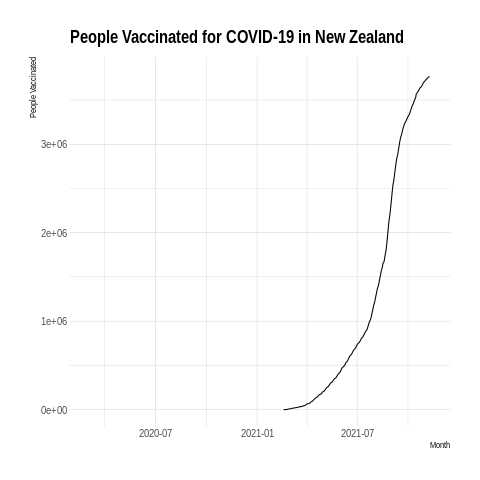 People Vaccinated for COVID-19 in New Zealand
People Vaccinated
3e+06
2e+06
1e+06
0e+00
2020-07
2021-01
2021-07
Month